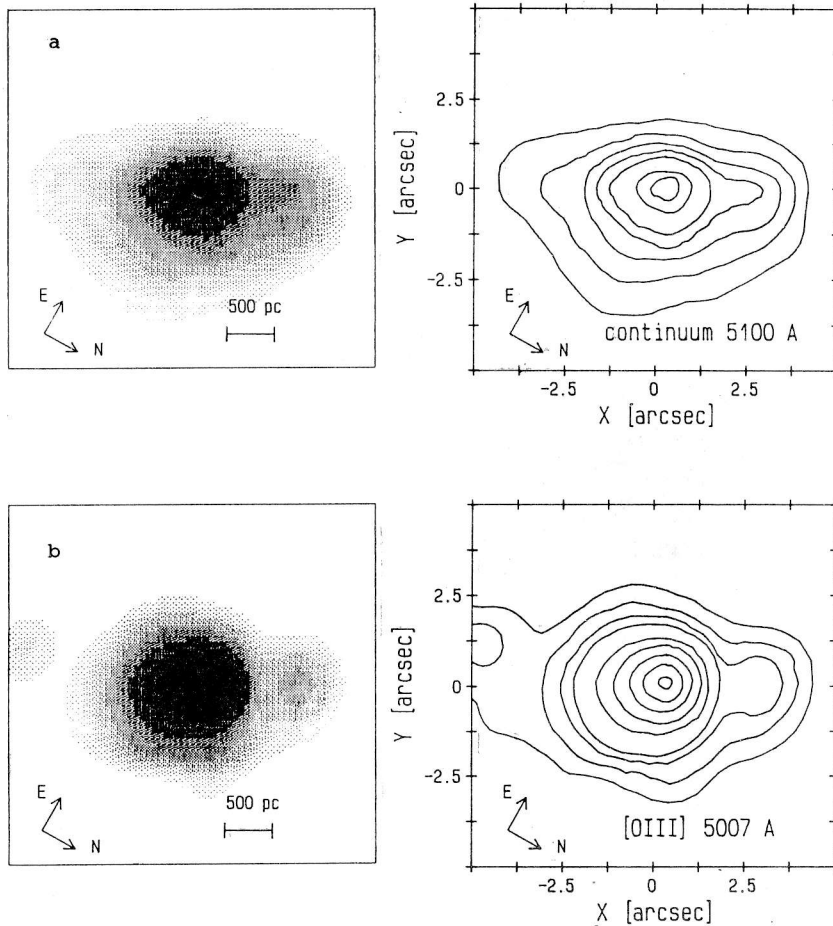 a
E
N
500 pc
Y [arcsec]
2.5
0
-2.5
E
N
continuum 5100 A
-2.5
0
2.5
X [arcsec]
b
E
N
500 pc
Y [arcsec]
2.5
0
-2.5
E
N
[OIII] 5007 A
-2.5
0
2.5
X [arcsec]